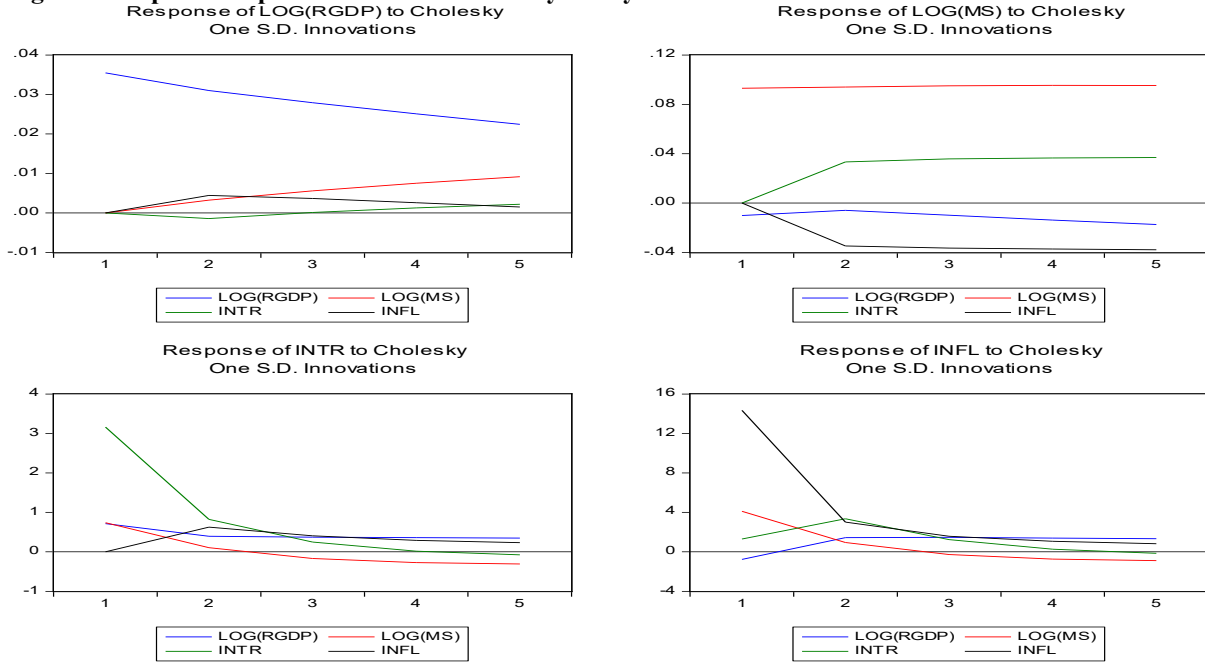 Response of LOG(RGDP) to Cholesky
One S.D. Innovations
.04
.03
.02
.01
.00
-.01
1 2 3 4 5
LOG(RGDP) LOG(MS)
INTR INFL
Response of LOG(MS) to Cholesky
One S.D. Innovations
.12
.08
.04
.00
-.04
1 2 3 4 5
LOG(RGDP) LOG(MS)
INTR INFL
Response of INTR to Cholesky
One S.D. Innovations
4
3
2
1
0
-1
1 2 3 4 5
LOG(RGDP) LOG(MS)
INTR INFL
Response of INFL to Cholesky
One S.D. Innovations
16
12
8
4
0
-4
1 2 3 4 5
LOG(RGDP) LOG(MS)
INTR INFL